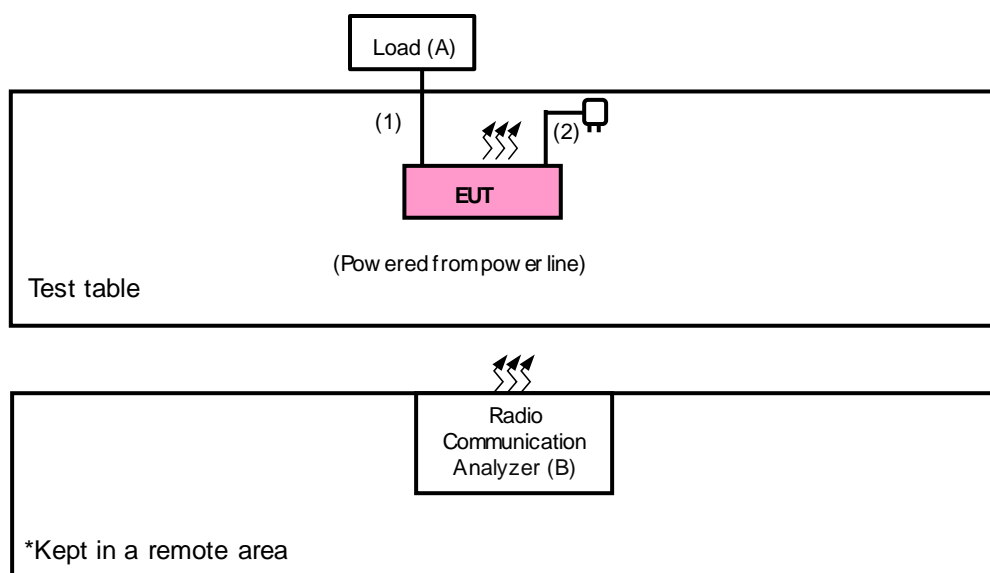 Load (A)
(1)
(2)
EUT
(Powered from power line)
Test table
Radio
Communication
Analyzer (B)
*Kept in a remote area